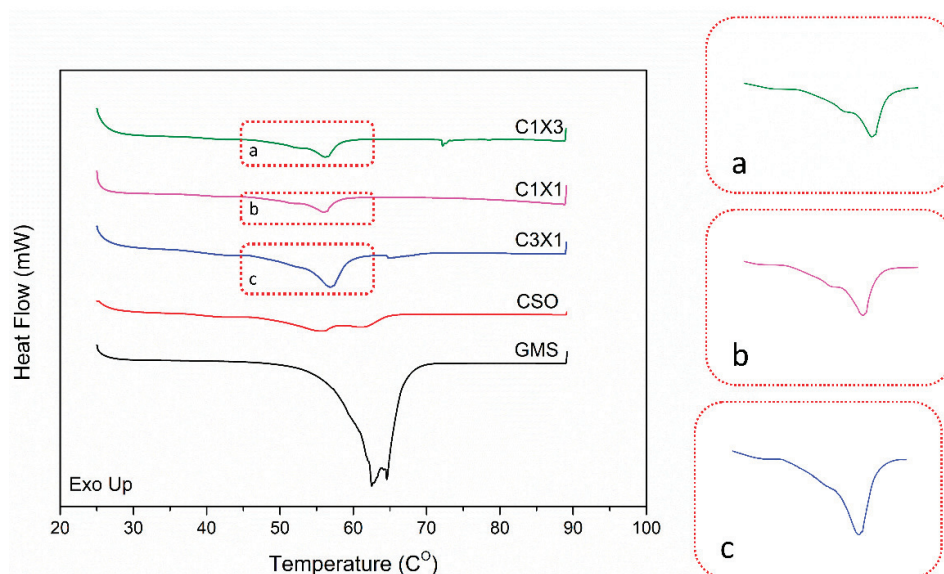 C1X3
a
C1X1
b
C3X1
c
CSO
GMS
Heat Flow (mW)
Exo Up
20 30 40 50 60 70 80 90 100
Temperature (C^O)
a
b
c